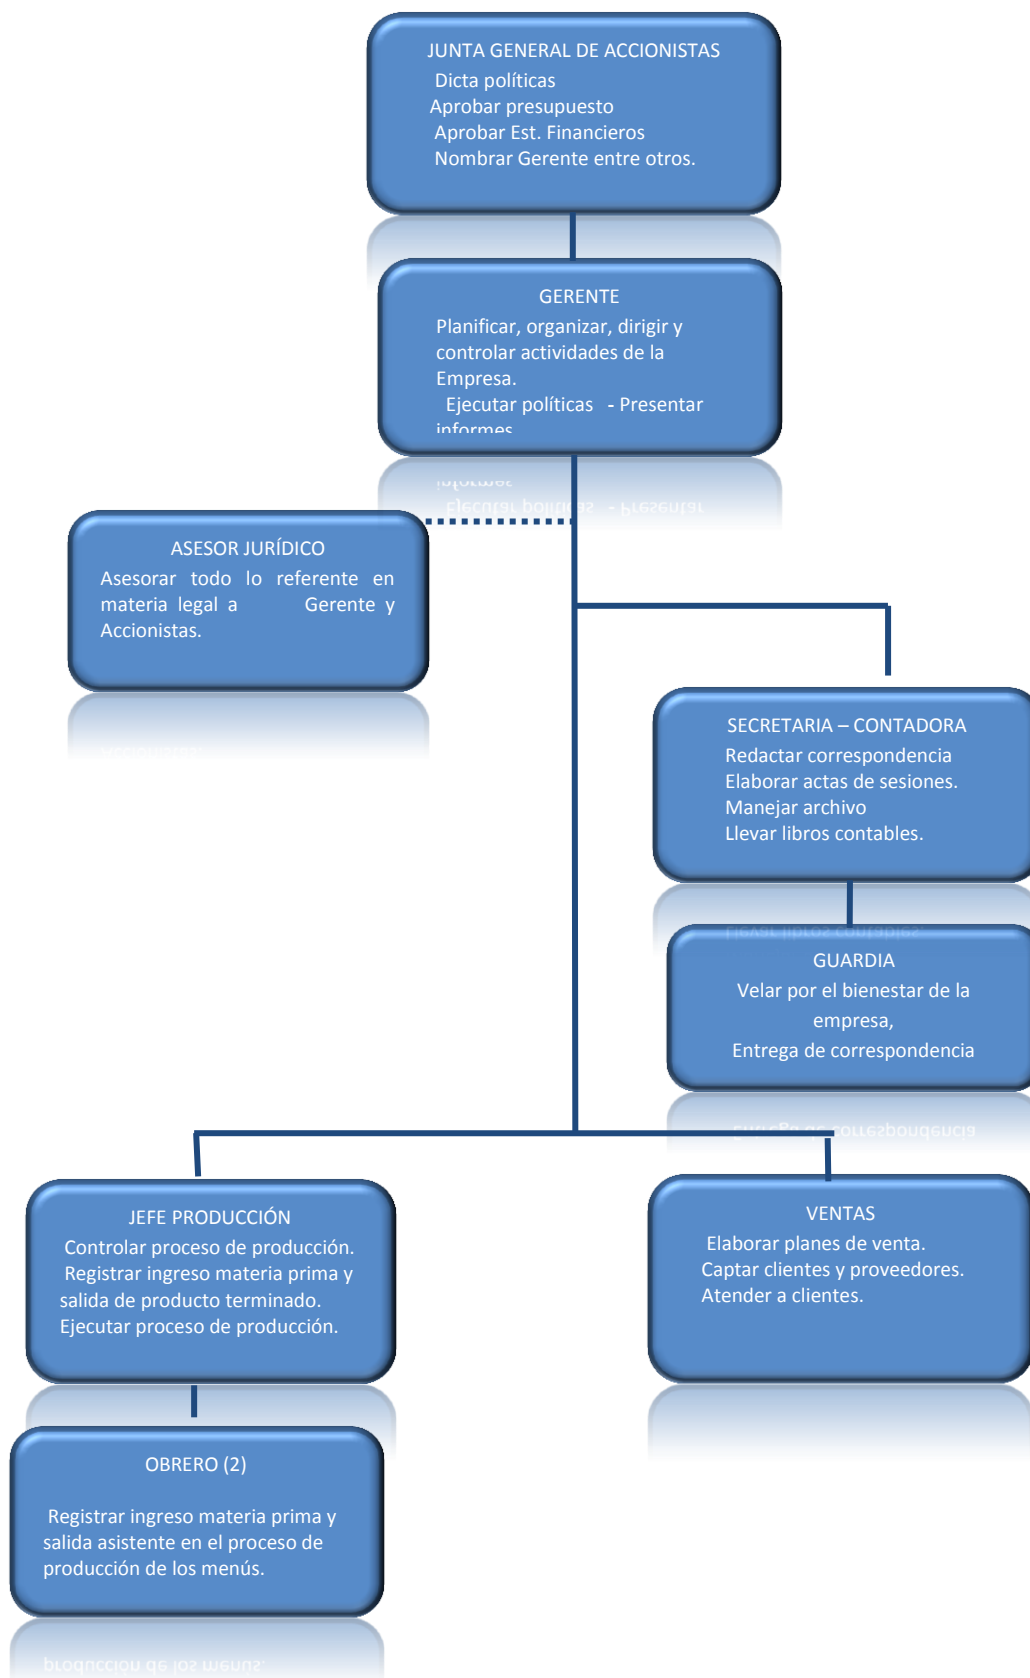 JUNTA GENERAL DE ACCIONISTAS
Dicta políticas
Aprobar presupuesto
Aprobar Est. Financieros
Nombrar Gerente entre otros.
GERENTE
Planificar, organizar, dirigir y
controlar actividades de la
Empresa.
Ejecutar políticas - Presentar
informes
ASESOR JURÍDICO
Asesorar todo lo referente en
materia legal a Gerente y
Accionistas.
SECRETARIA – CONTADORA
Redactar correspondencia
Elaborar actas de sesiones.
Manejar archivo
Llevar libros contables.
GUARDIA
Velar por el bienestar de la
empresa,
Entrega de correspondencia
JEFE PRODUCCIÓN
Controlar proceso de producción.
Registrar ingreso materia prima y
salida de producto terminado.
Ejecutar proceso de producción.
VENTAS
Elaborar planes de venta.
Captar clientes y proveedores.
Atender a clientes.
OBRERO (2)
Registrar ingreso materia prima y
salida asistente en el proceso de
producción de los menús.